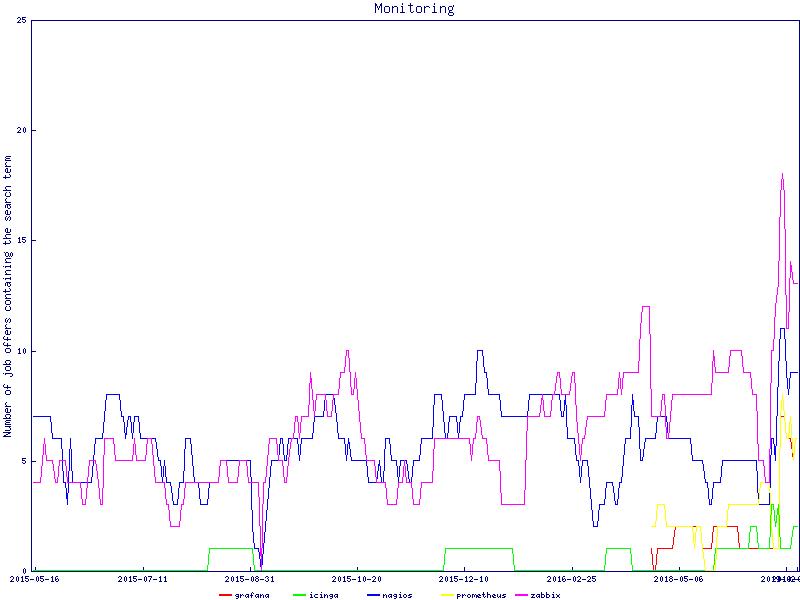 Monitoring
Number of job offers containing the search term
25
20
15
10
5
0
2015-05-16 2015-07-11 2015-08-31 2015-10-20 2015-12-10 2016-02-25 2018-05-06
grafana icinga nagios prometheus zabbix